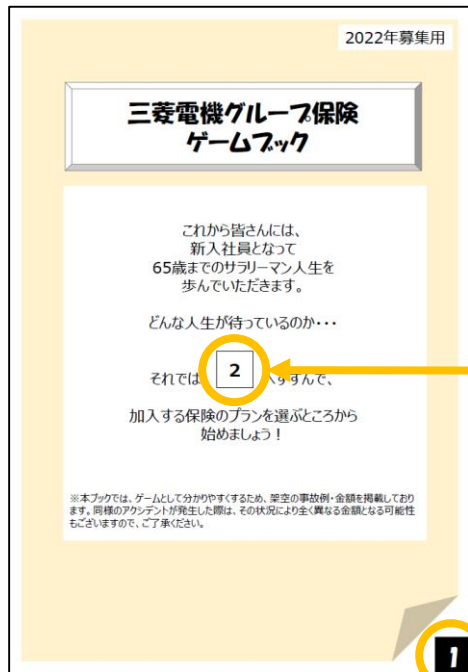 2022年募集用
三菱電機グループ保険
ゲームブック
これから皆さんには、
新入社員となって
65歳までのサラリーマン人生を
歩んでいただきます。
どんな人生が待っているのか・・・
それでは 2 へすすんで、
加入する保険のプランを選ぶところから
始めましょう！
※本ブックでは、ゲームとして分かりやすくするため、架空の事故例・金額を掲載しており
ます。同様のアクシデントが発生した際は、その状況により全く異なる金額となる可能性
もございますので、ご了承ください。
1